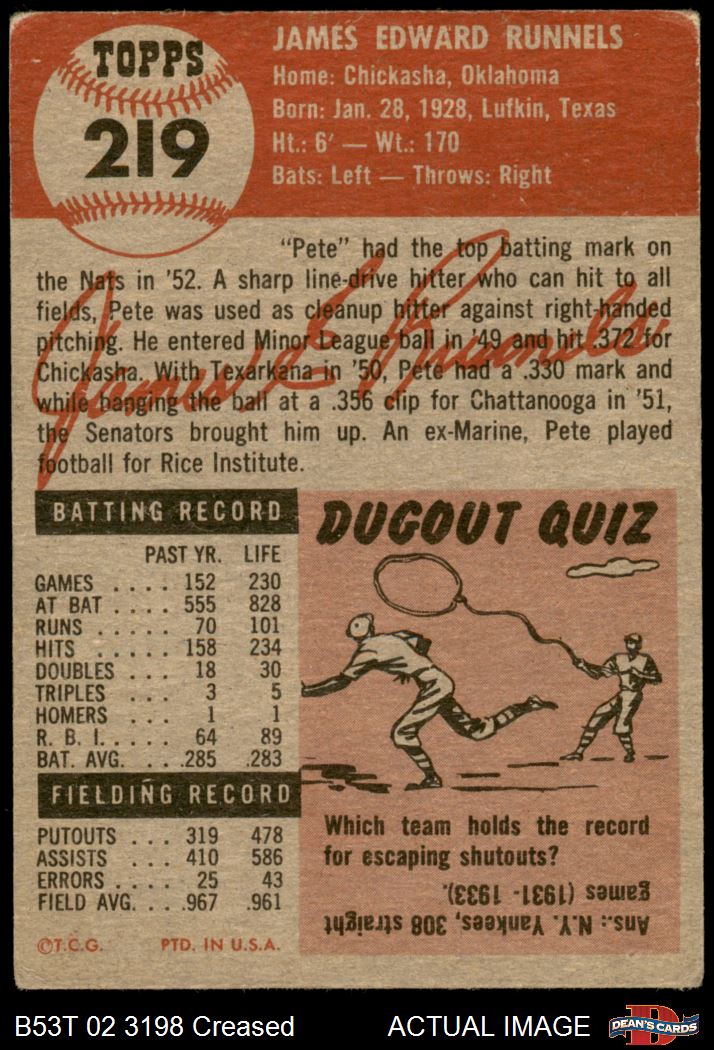 TOPPS
219
JAMES EDWARD RUNNELS
Home: Chickasha, Oklahoma
Born: Jan. 28, 1928, Lufkin, Texas
Ht.: 6′ — Wt.: 170
Bats: Left — Throws: Right
"Pete" had the top batting mark on
the Nats in '52. A sharp line-drive hitter who can hit to all
fields, Pete was used as cleanup hitter against right-handed
pitching. He entered Minor League ball in '49 and hit .372 for
Chickasha. With Texarkana in '50, Pete had a .330 mark and
while banging the ball at a .356 clip for Chattanooga in '51,
the Senators brought him up. An ex-Marine, Pete played
football for Rice Institute.
James E Runnels
BATTING RECORD
PAST YR. LIFE
GAMES .... 152 230
AT BAT .... 555 828
RUNS ..... 70 101
HITS ..... 158 234
DOUBLES ... 18 30
TRIPLES ... 3 5
HOMERS ... 1 1
R. B. I. .... 64 89
BAT. AVG. ... .285 .283
FIELDING RECORD
PUTOUTS ... 319 478
ASSISTS ... 410 586
ERRORS .... 25 43
FIELD AVG. ... .967 .961
©T.C.G. PTD. IN U.S.A.
DUGOUT QUIZ
Which team holds the record
for escaping shutouts?
Ans.: N.Y. Yankees, 308 straight
games (1931 - 1933).
B53T 02 3198 Creased ACTUAL IMAGE
DEAN'S CARDS